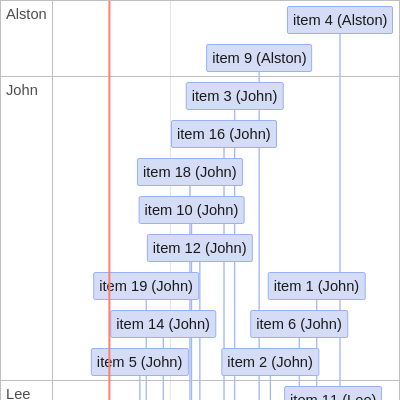 Alston
item 4 (Alston)
item 9 (Alston)
John
item 3 (John)
item 16 (John)
item 18 (John)
item 10 (John)
item 12 (John)
item 19 (John)
item 1 (John)
item 14 (John)
item 6 (John)
item 5 (John)
item 2 (John)
Lee
item 11 (Lee)